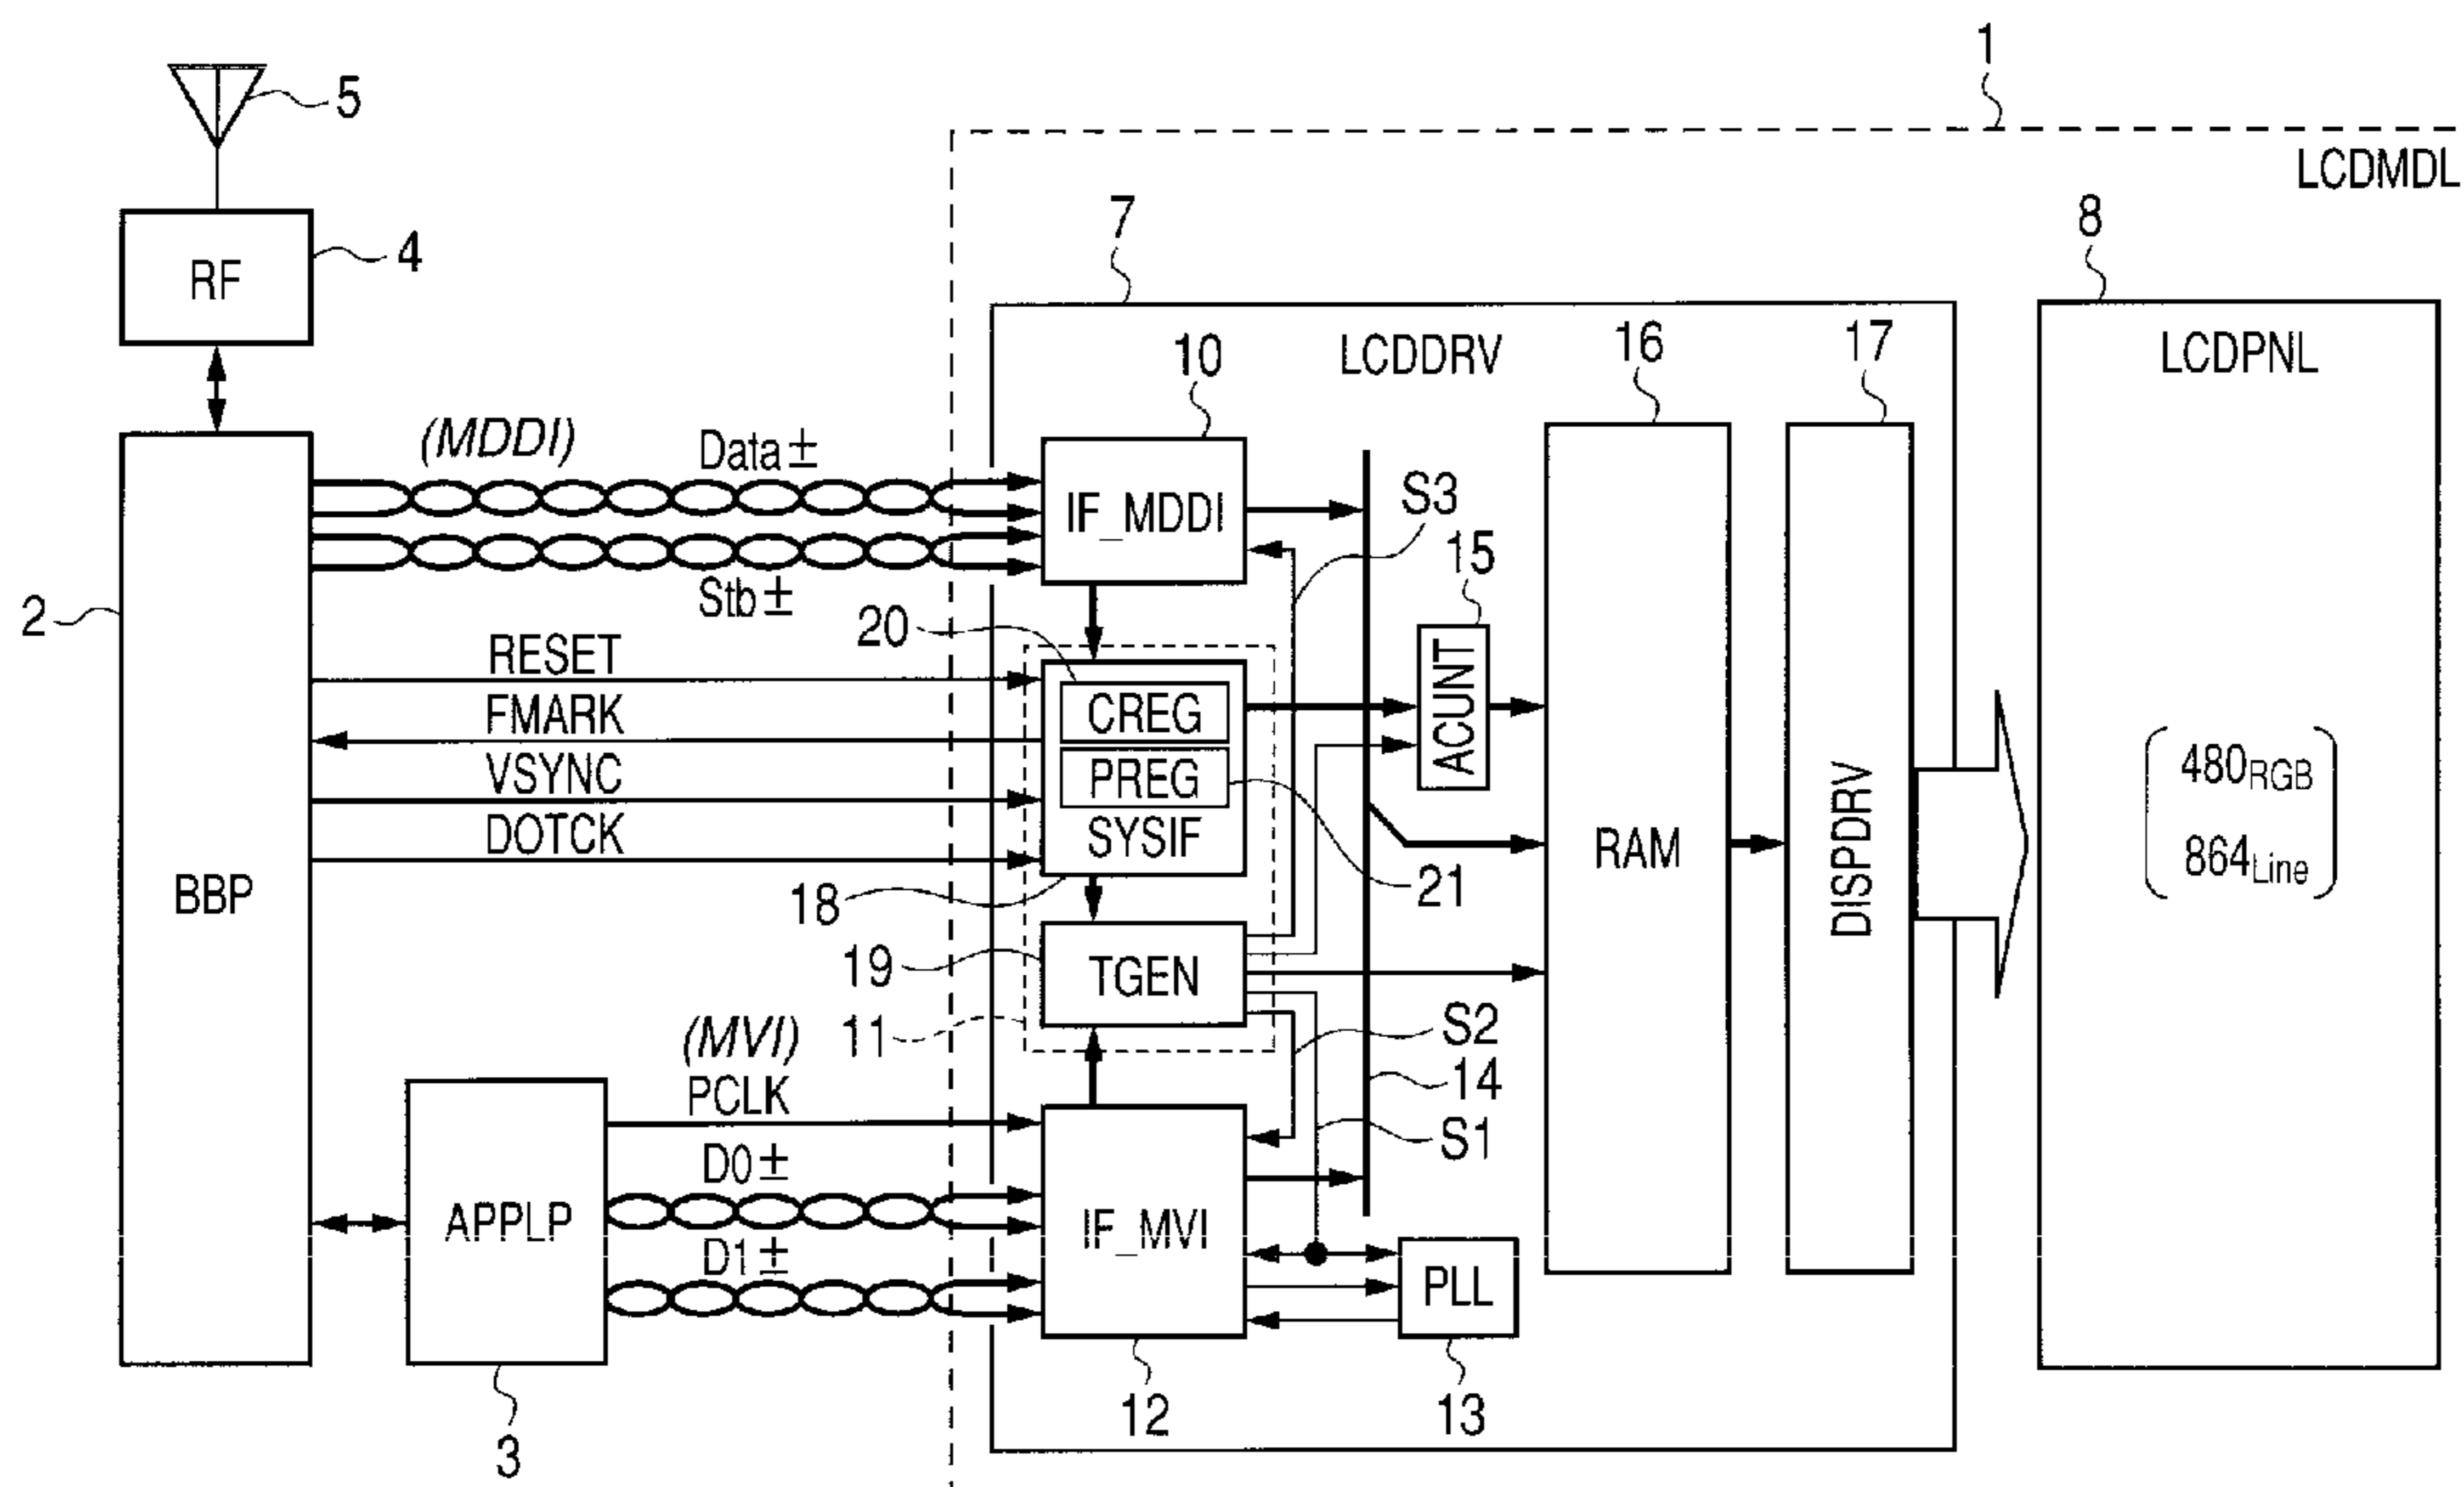 1
LCDMDL
5
RF
4
7
8
LCDDRV
LCDPNL
10
16
17
(MDDI)
Data±
IF_MDDI
S3
15
Stb±
2
20
RESET
CREG
ACUNT
FMARK
PREG
VSYNC
SYSIF
DOTCK
480RGB
864Line
RAM
DISPDRV
BBP
18
21
19
TGEN
11
(MVI)
S2
14
PCLK
S1
D0±
APPLP
IF_MVI
D1±
PLL
12
13
3